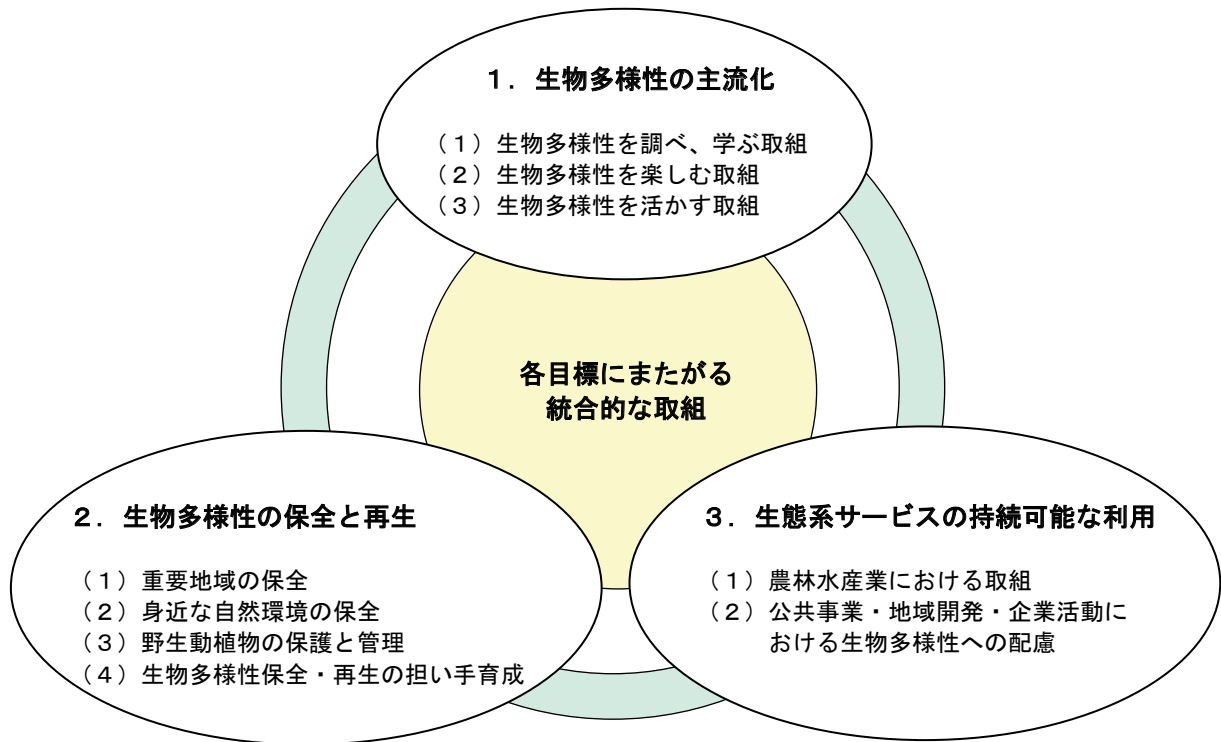 １．生物多様性の主流化
（１）生物多様性を調べ、学ぶ取組
（２）生物多様性を楽しむ取組
（３）生物多様性を活かす取組
各目標にまたがる
統合的な取組
２．生物多様性の保全と再生
（１）重要地域の保全
（２）身近な自然環境の保全
（３）野生動植物の保護と管理
（４）生物多様性保全・再生の担い手育成
３．生態系サービスの持続可能な利用
（１）農林水産業における取組
（２）公共事業・地域開発・企業活動に
おける生物多様性への配慮